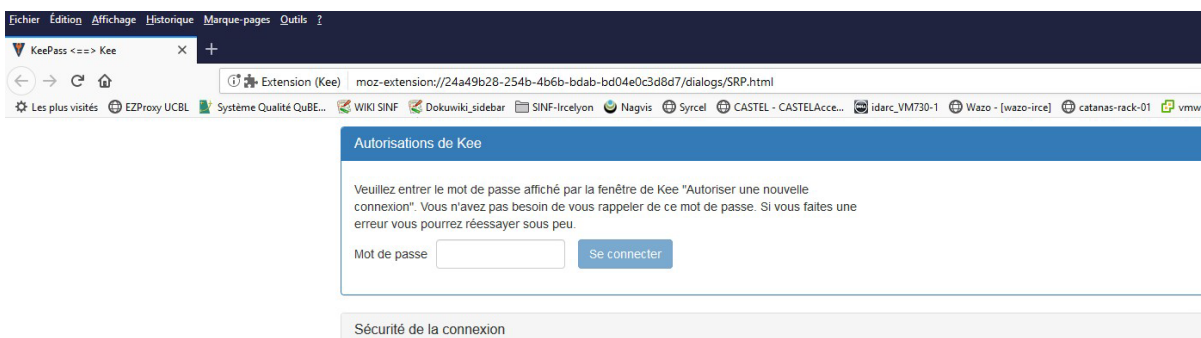 Fichier Édition Affichage Historique Marque-pages Outils ?
KeePass <==> Kee
Extension (Kee) moz-extension://24a49b28-254b-4b6b-bdab-bd04e0c3d8d7/dialogs/SRP.html
Les plus visités EZProxy UCBL Système Qualité QuBE... WIKI SINF Dokuwiki_sidebar SINF-Ircelyon Nagvis Syrcel CASTEL - CASTELAcce... idarc_VM730-1 Wazo - [wazo-irce] catanas-rack-01 vmw
Autorisations de Kee
Veuillez entrer le mot de passe affiché par la fenêtre de Kee "Autoriser une nouvelle
connexion". Vous n'avez pas besoin de vous rappeler de ce mot de passe. Si vous faites une
erreur vous pourrez réessayer sous peu.
Mot de passe Se connecter
Sécurité de la connexion